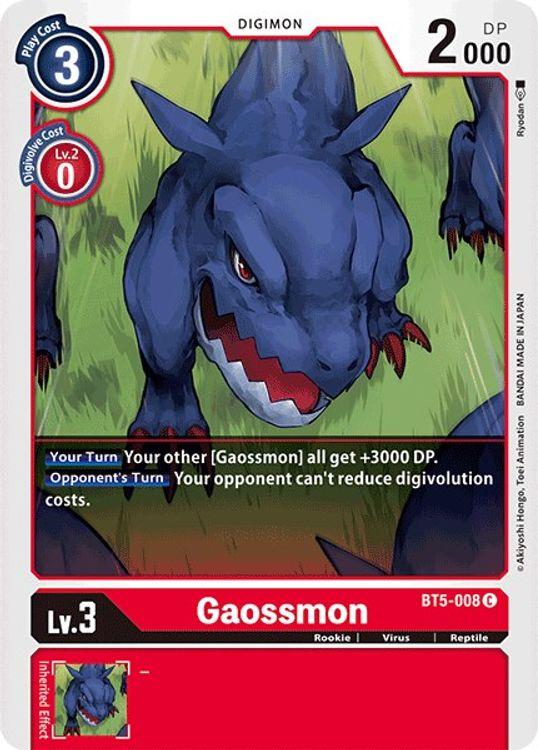 Play Cost
3
DIGIMON
2000
DP
Digivolve Cost
Lv.2
0
Ryodan
© Akiyoshi Hongo, Toei Animation BANDAI MADE IN JAPAN
Your Turn Your other [Gaossmon] all get +3000 DP.
Opponent's Turn Your opponent can't reduce digivolution
costs.
Lv.3
Gaossmon
BT5-008 C
Rookie | Virus | Reptile
Inherited Effect
–